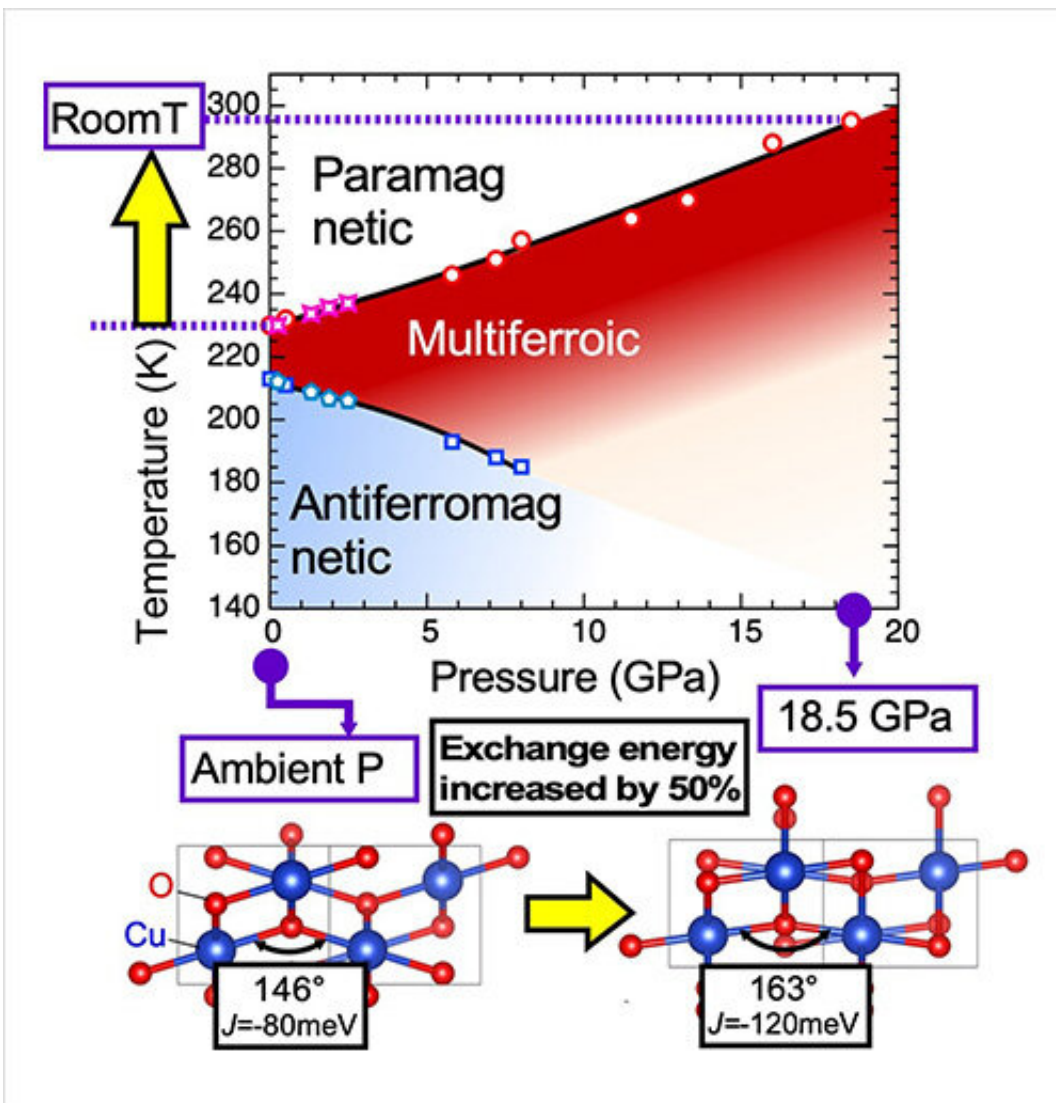 RoomT
300
280
260
240
220
200
180
160
140
Temperature (K)
Paramag
netic
Multiferroic
Antiferromag
netic
0
5
10
15
20
Pressure (GPa)
Ambient P
Exchange energy
increased by 50%
18.5 GPa
O
Cu
146°
J=-80meV
163°
J=-120meV